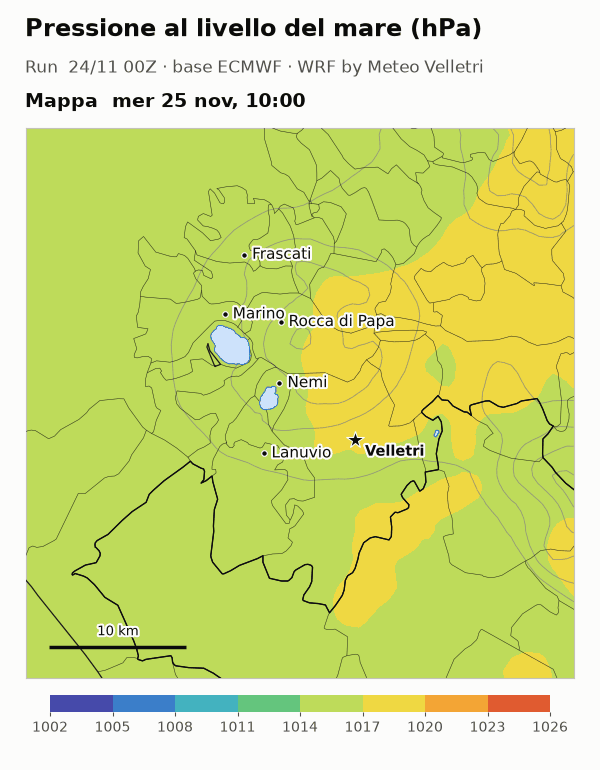 Pressione al livello del mare (hPa)
Run  24/11 00Z · base ECMWF · WRF by Meteo Velletri
Mappa  mer 25 nov, 10:00
Frascati
Marino
Rocca di Papa
Nemi
Velletri
Lanuvio
10 km
1002 1005 1008 1011 1014 1017 1020 1023 1026